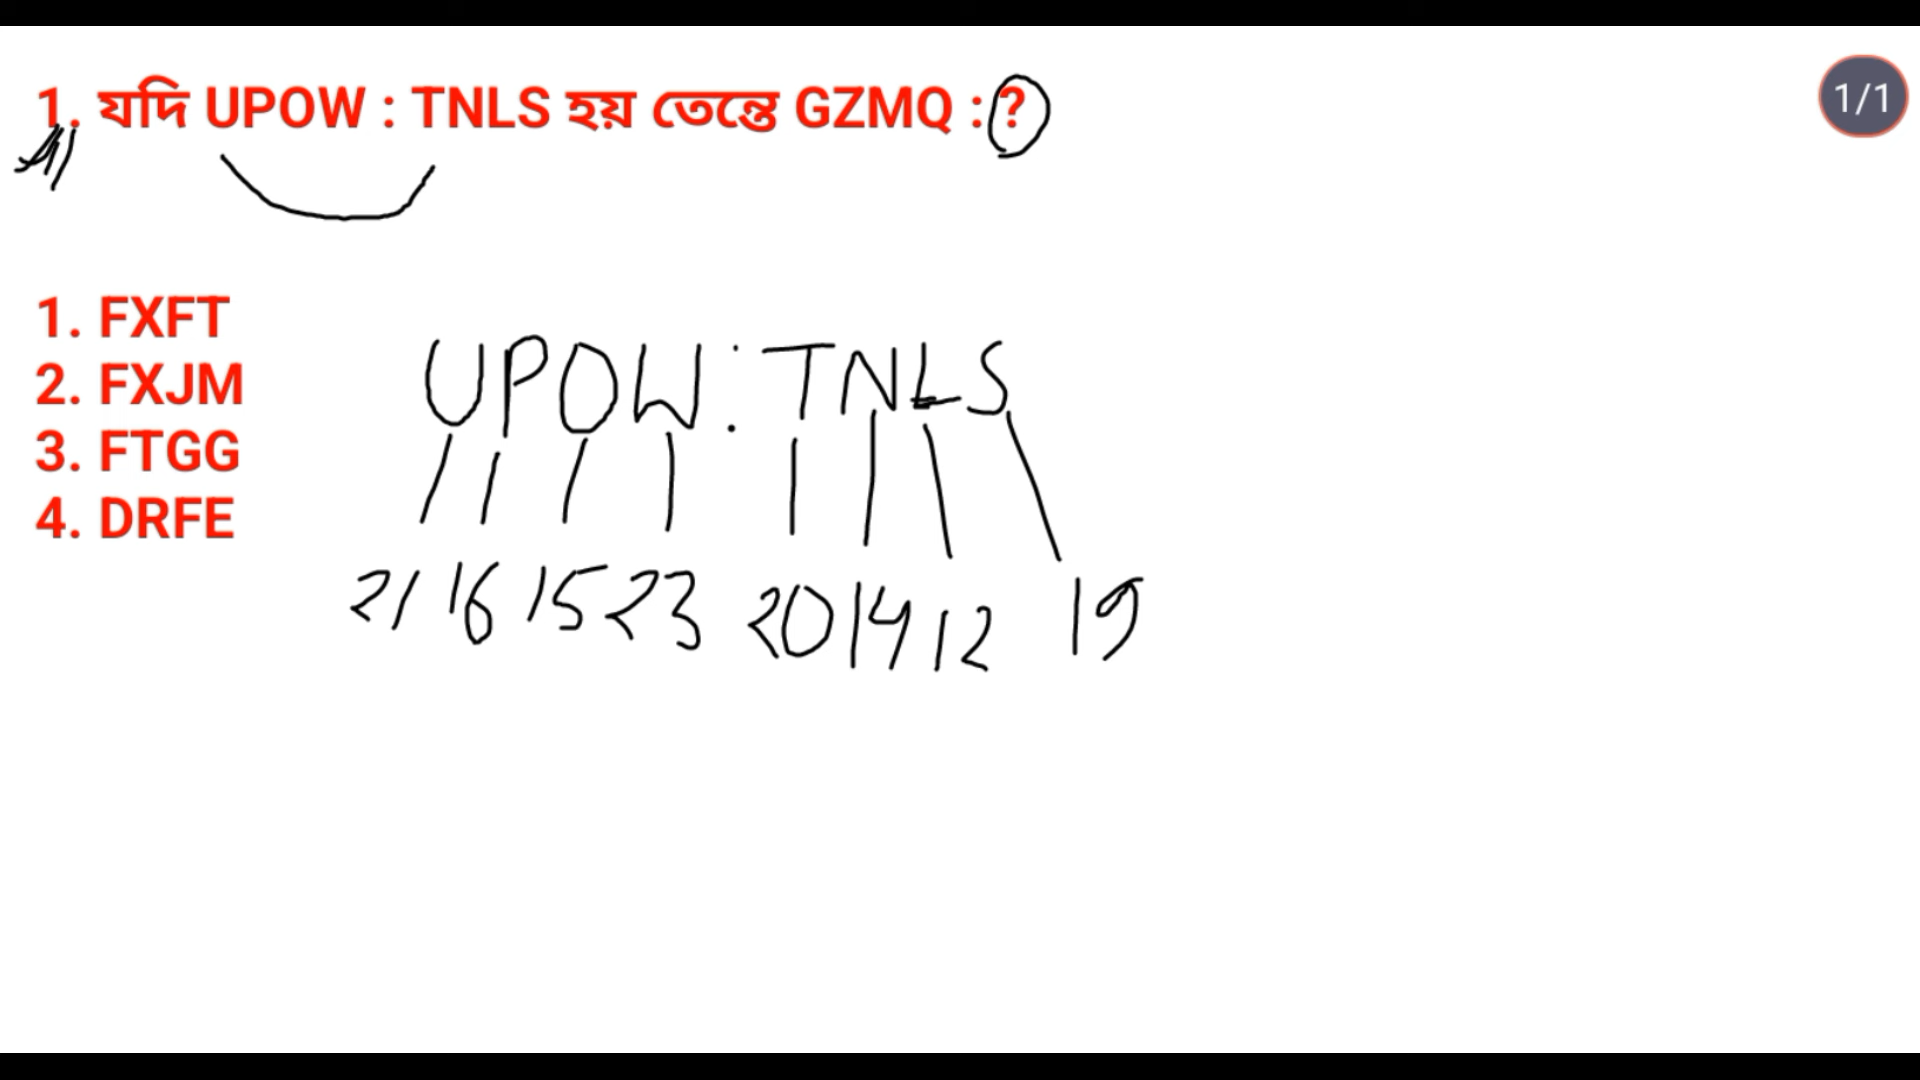 1. যদি UPOW : TNLS হয় তেন্তে GZMQ : ?
1/1
1. FXFT
2. FXJM
3. FTGG
4. DRFE
UPOW : TNLS
21 16 15 23 20 14 12 19